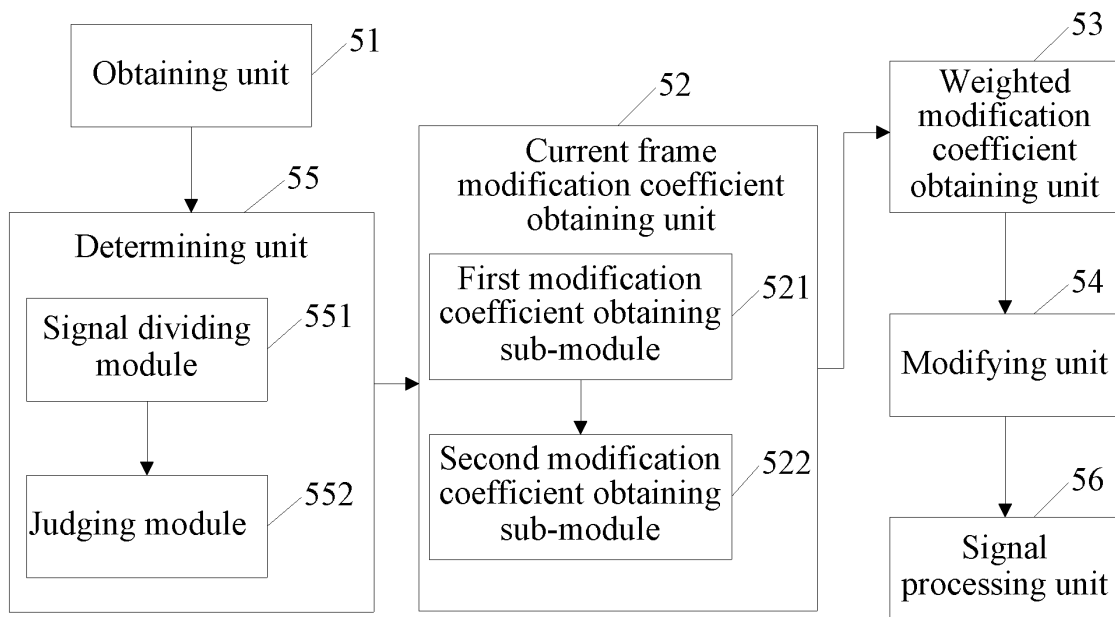 51
Obtaining unit
55
Determining unit
551
Signal dividing
module
552
Judging module
52
Current frame
modification coefficient
obtaining unit
521
First modification
coefficient obtaining
sub-module
522
Second modification
coefficient obtaining
sub-module
53
Weighted
modification
coefficient
obtaining unit
54
Modifying unit
56
Signal
processing unit